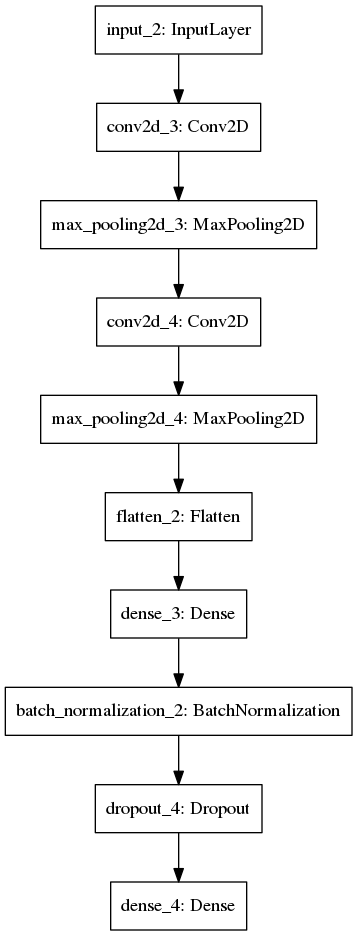 input_2: InputLayer
conv2d_3: Conv2D
max_pooling2d_3: MaxPooling2D
conv2d_4: Conv2D
max_pooling2d_4: MaxPooling2D
flatten_2: Flatten
dense_3: Dense
batch_normalization_2: BatchNormalization
dropout_4: Dropout
dense_4: Dense